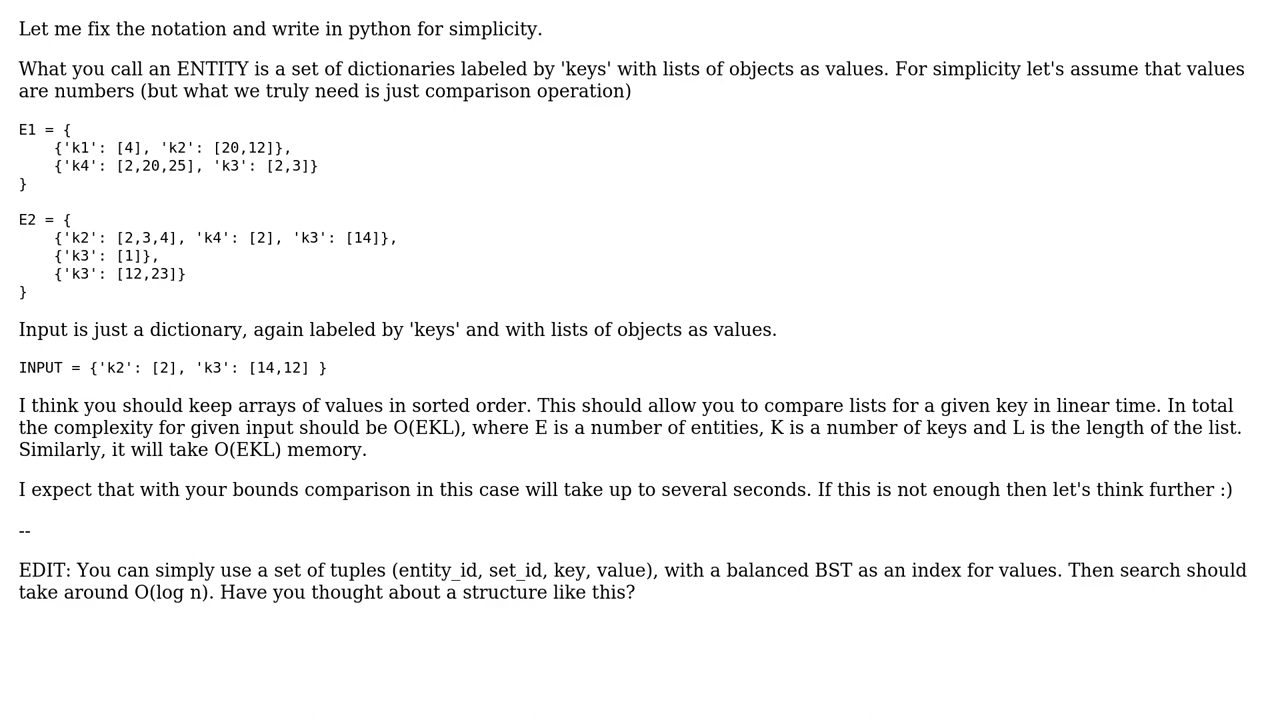 Let me fix the notation and write in python for simplicity.
What you call an ENTITY is a set of dictionaries labeled by 'keys' with lists of objects as values. For simplicity let's assume that values
are numbers (but what we truly need is just comparison operation)
E1 = {
    {'k1': [4], 'k2': [20,12]},
    {'k4': [2,20,25], 'k3': [2,3]}
}
E2 = {
    {'k2': [2,3,4], 'k4': [2], 'k3': [14]},
    {'k3': [1]},
    {'k3': [12,23]}
}
Input is just a dictionary, again labeled by 'keys' and with lists of objects as values.
INPUT = {'k2': [2], 'k3': [14,12] }
I think you should keep arrays of values in sorted order. This should allow you to compare lists for a given key in linear time. In total
the complexity for given input should be O(EKL), where E is a number of entities, K is a number of keys and L is the length of the list.
Similarly, it will take O(EKL) memory.
I expect that with your bounds comparison in this case will take up to several seconds. If this is not enough then let's think further :)
--
EDIT: You can simply use a set of tuples (entity_id, set_id, key, value), with a balanced BST as an index for values. Then search should
take around O(log n). Have you thought about a structure like this?